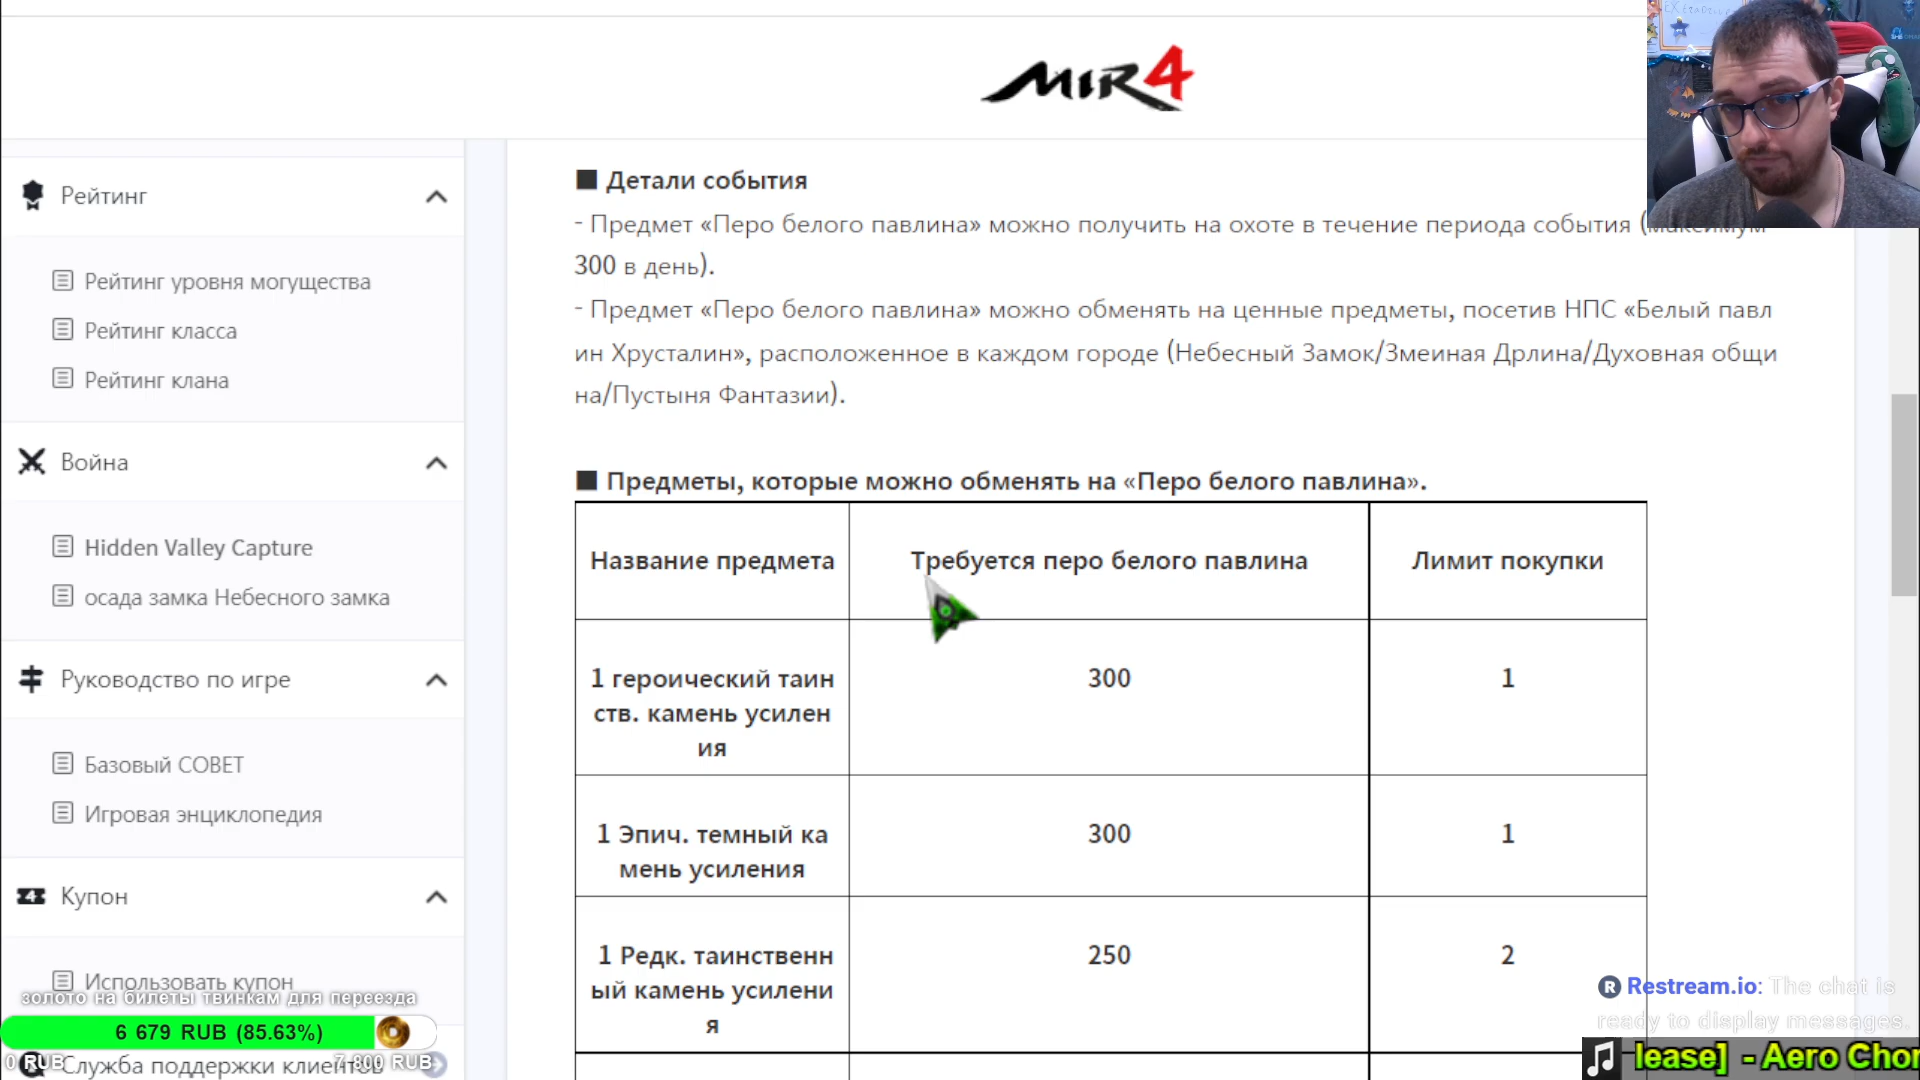 MIR4
Рейтинг
Рейтинг уровня могущества
Рейтинг класса
Рейтинг клана
Война
Hidden Valley Capture
осада замка Небесного замка
Руководство по игре
Базовый СОВЕТ
Игровая энциклопедия
Купон
Использовать купон
золото на билеты твинкам для переезда
6 679 RUB (85.63%)
0 RUB
7 800 RUB
Служба поддержки клиентов
■ Детали события
- Предмет «Перо белого павлина» можно получить на охоте в течение периода события (максимум
300 в день).
- Предмет «Перо белого павлина» можно обменять на ценные предметы, посетив НПС «Белый павл
ин Хрусталин», расположенное в каждом городе (Небесный Замок/Змеиная Дрлина/Духовная общи
на/Пустыня Фантазии).
■ Предметы, которые можно обменять на «Перо белого павлина».
Название предмета Требуется перо белого павлина Лимит покупки
1 героический таин
ств. камень усилен
ия
300 1
1 Эпич. темный ка
мень усиления
300 1
1 Редк. таинственн
ый камень усилени
я
250 2
Restream.io: The chat is
ready to display messages.
lease] - Aero Chor